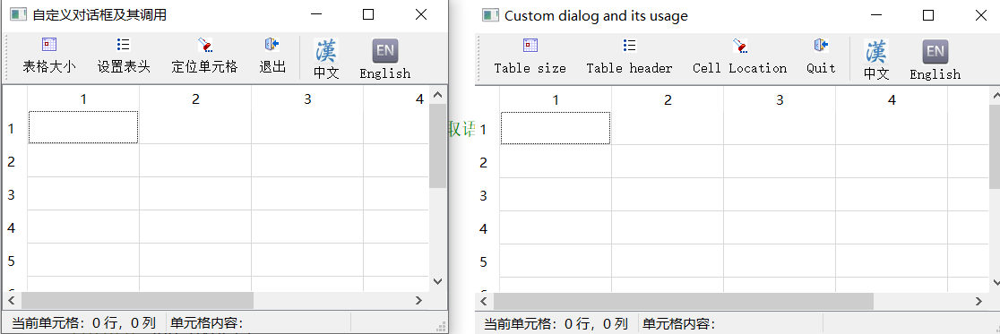 自定义对话框及其调用
表格大小 设置表头 定位单元格 退出 漢 中文 EN English
1 2 3 4
1
2
3
4
5
当前单元格：0 行，0 列 单元格内容：
取语
Custom dialog and its usage
Table size Table header Cell Location Quit 漢 中文 EN English
1 2 3 4
1
2
3
4
5
当前单元格：0 行，0 列 单元格内容：